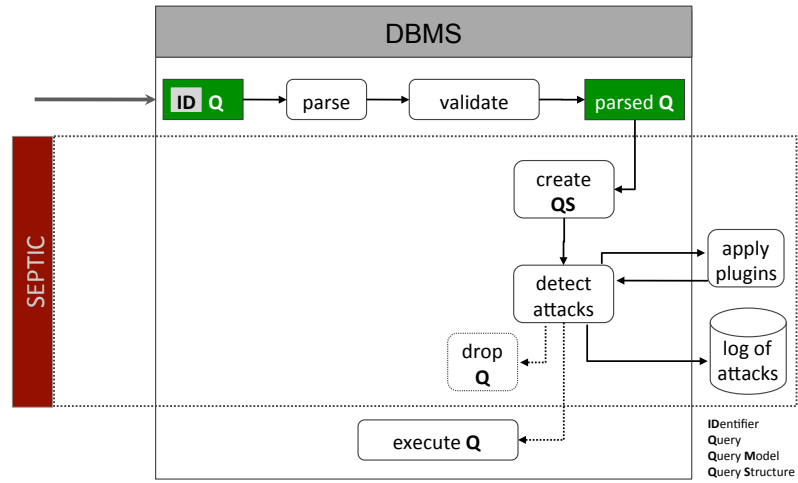 DBMS
ID Q
parse
validate
parsed Q
SEPTIC
create
QS
detect
attacks
apply
plugins
drop
Q
log of
attacks
execute Q
IDentifier
Query
Query Model
Query Structure